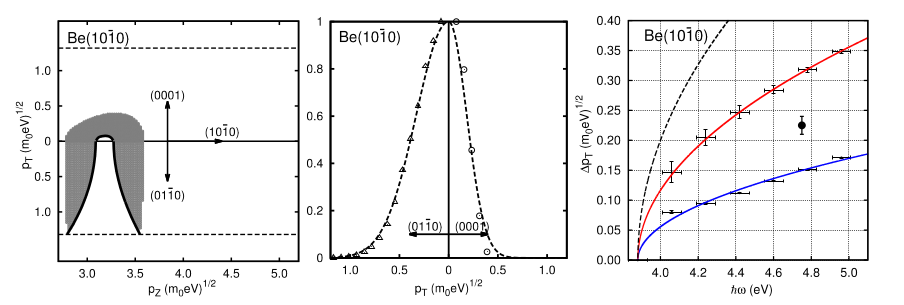 Be(101̄0)
1.0
0.5
0
0.5
1.0
p_T (m_0eV)^1/2
(0001)
(101̄0)
(011̄0)
3.0 3.5 4.0 4.5 5.0
p_Z (m_0eV)^1/2
Be(101̄0)
1
0.8
0.6
0.4
0.2
0
(011̄0) (0001)
1.0 0.5 0 0.5 1.0
p_T (m_0eV)^1/2
Be(101̄0)
0.40
0.35
0.30
0.25
0.20
0.15
0.10
0.05
0.00
Δp_T (m_0eV)^1/2
4.0 4.2 4.4 4.6 4.8 5.0
ℏω (eV)